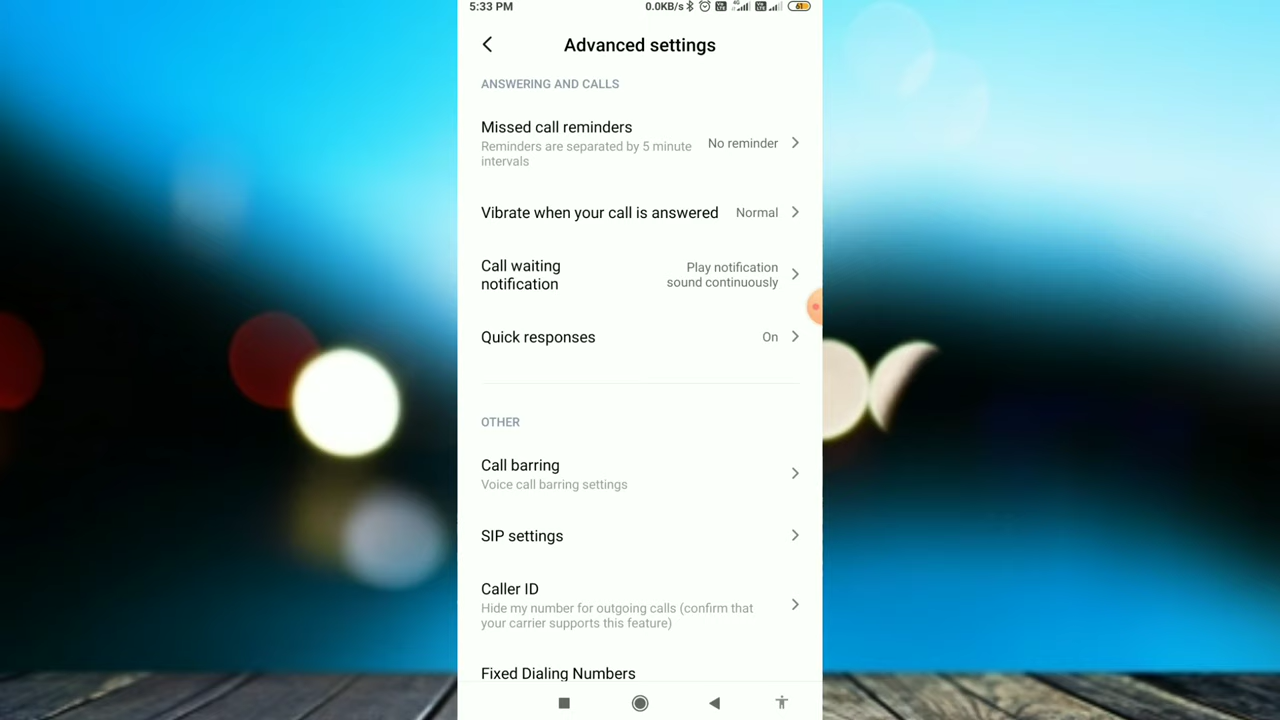 5:33 PM 0.0KB/s 61
Advanced settings
ANSWERING AND CALLS
Missed call reminders
Reminders are separated by 5 minute
intervals
No reminder
Vibrate when your call is answered Normal
Call waiting
notification
Play notification
sound continuously
Quick responses On
OTHER
Call barring
Voice call barring settings
SIP settings
Caller ID
Hide my number for outgoing calls (confirm that
your carrier supports this feature)
Fixed Dialing Numbers